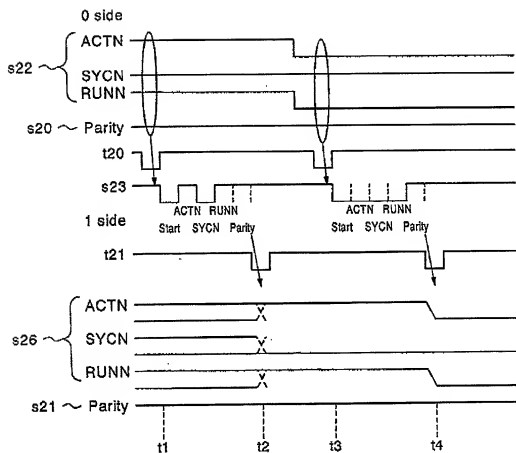 0 side
ACTN
s22
SYCN
RUNN
s20 ~ Parity
t20
s23
ACTN RUNN
Start SYCN Parity
ACTN RUNN
Start SYCN Parity
1 side
t21
ACTN
s26
SYCN
RUNN
s21 ~ Parity
t1 t2 t3 t4